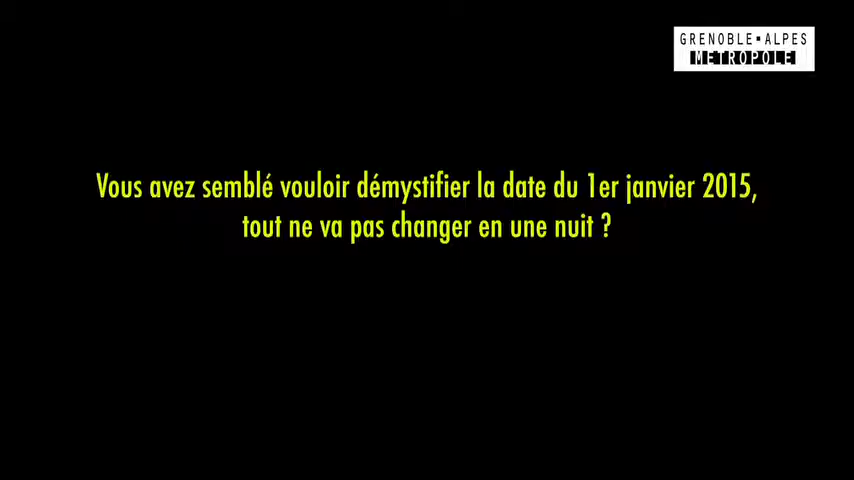 GRENOBLE▪ALPES
METROPOLE
Vous avez semblé vouloir démystifier la date du 1er janvier 2015,
tout ne va pas changer en une nuit ?